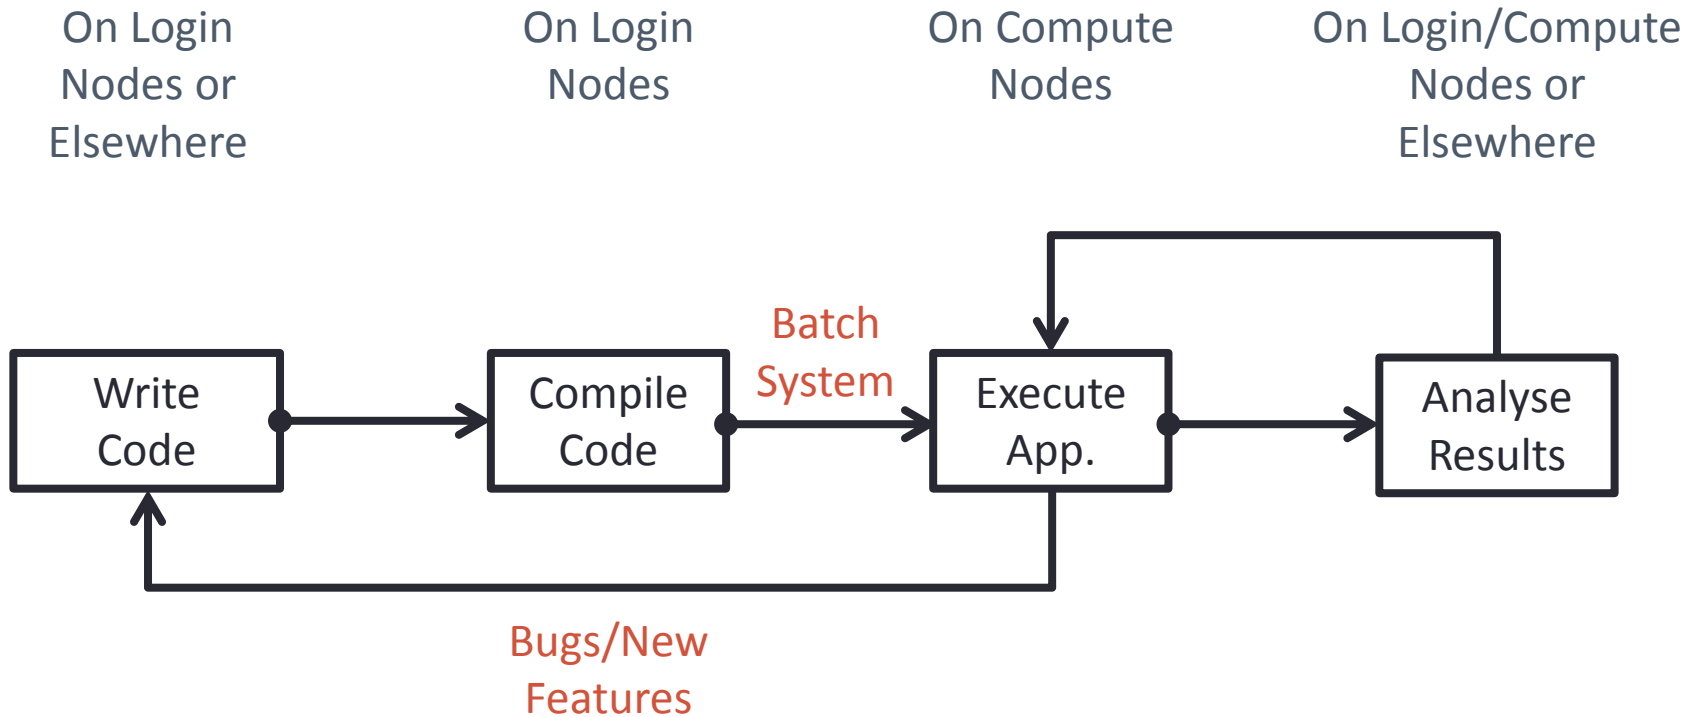 On Login
Nodes or
Elsewhere
On Login
Nodes
On Compute
Nodes
On Login/Compute
Nodes or
Elsewhere
Write
Code
Compile
Code
Batch
System
Execute
App.
Analyse
Results
Bugs/New
Features